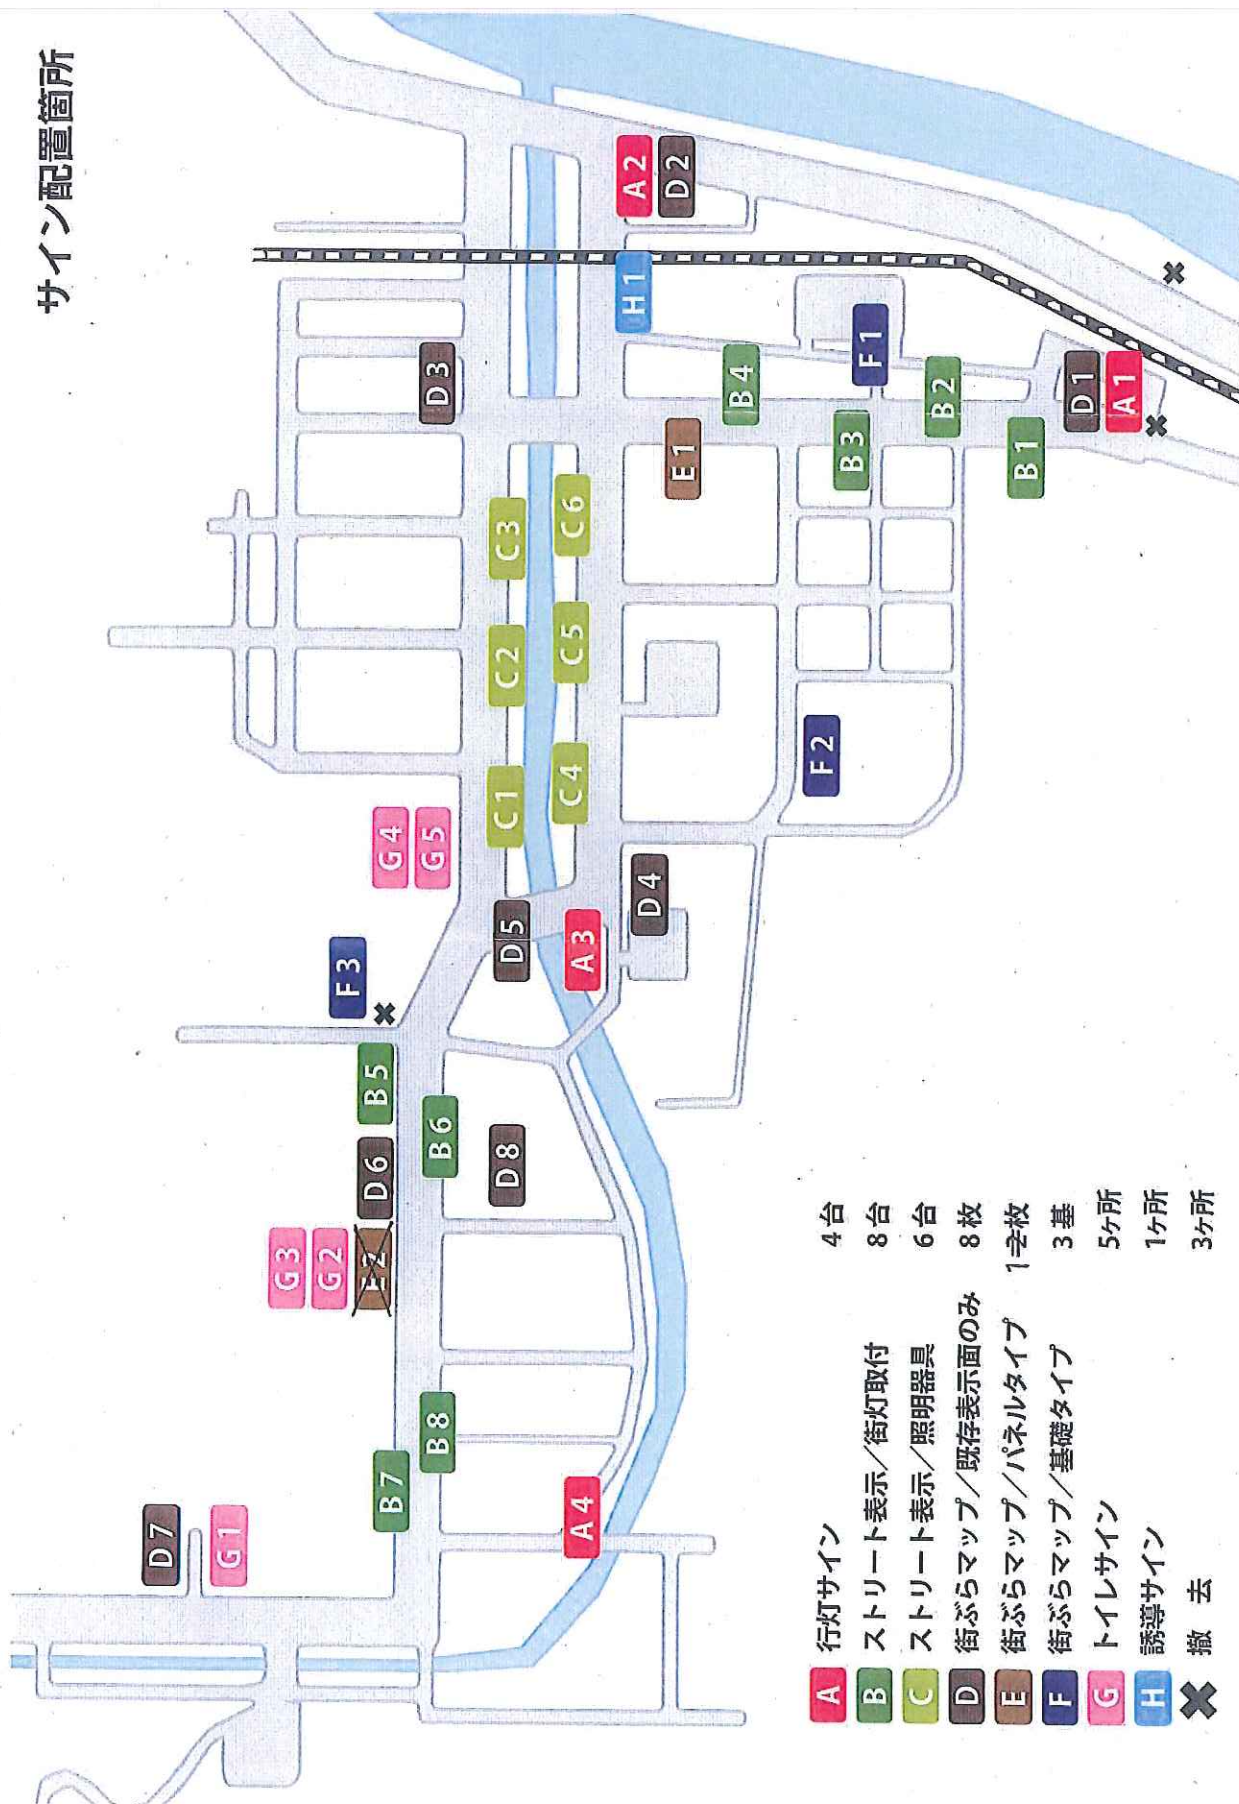 サイン配置箇所
D7
G1
G3
G2
F3
E2
D6
B5
G4
B7
G5
B8
B6
D3
D8
C1
C2
C3
D5
C4
C5
C6
A4
A3
H1
A2
D4
D2
E1
B4
F2
B3
F1
B2
B1
D1
A1
A 行灯サイン 4台
B ストリート表示／街灯取付 8台
C ストリート表示／照明器具 6台
D 街ぶらマップ／既存表示面のみ 8枚
E 街ぶらマップ／パネルタイプ 1 2枚
F 街ぶらマップ／基礎タイプ 3基
G トイレサイン 5ヶ所
H 誘導サイン 1ヶ所
✖ 撤 去 3ヶ所